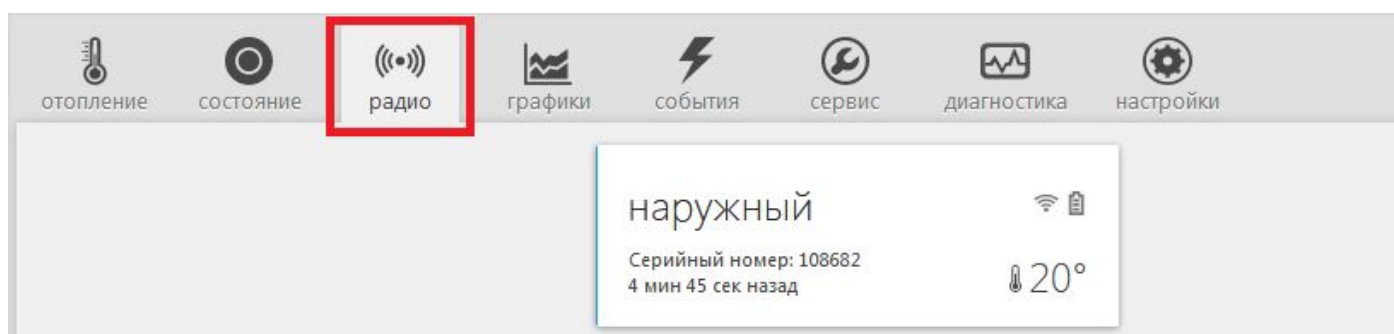 отопление состояние радио графики события сервис диагностика настройки
наружный
Серийный номер: 108682
4 мин 45 сек назад
20°